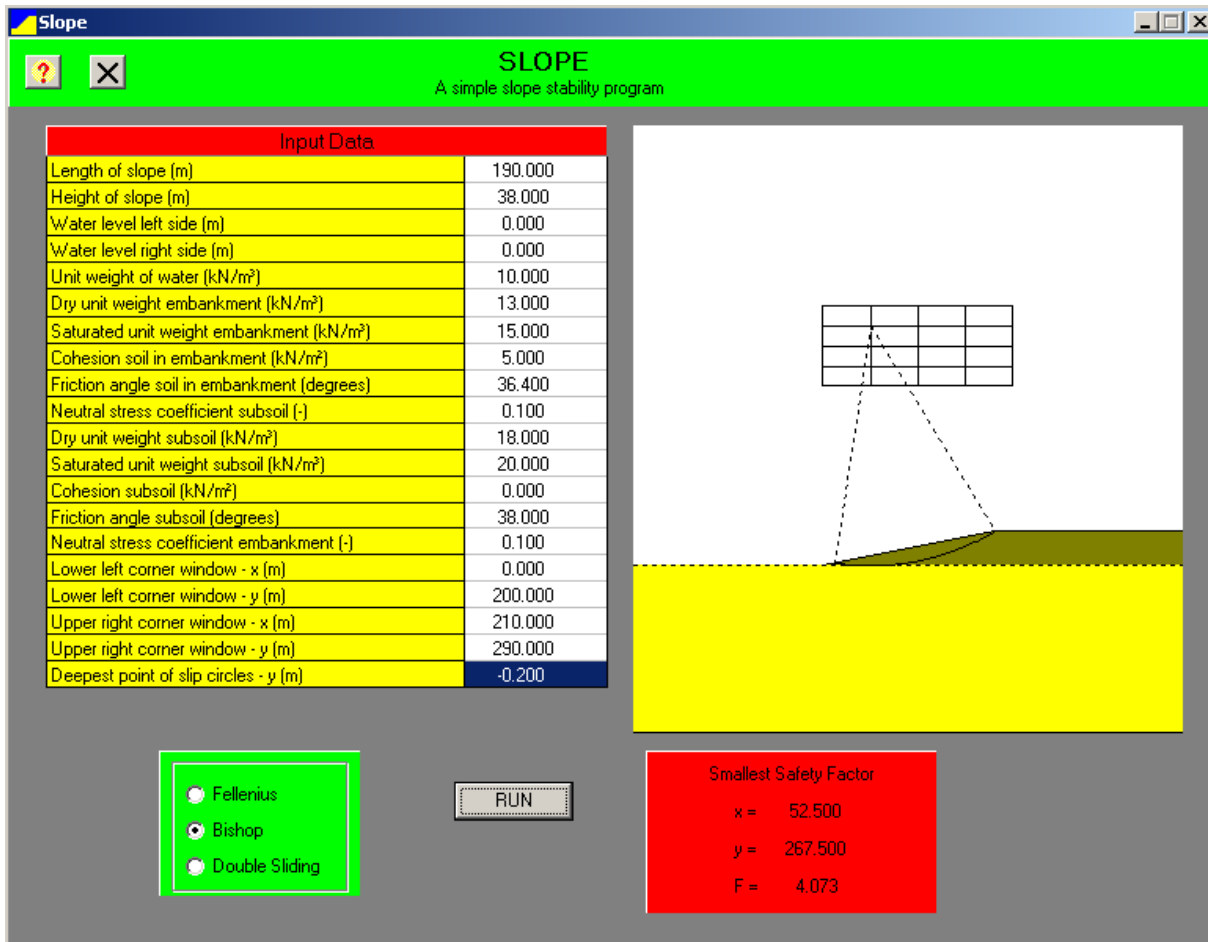 Slope
SLOPE
A simple slope stability program
Input Data
Length of slope (m) 190.000
Height of slope (m) 38.000
Water level left side (m) 0.000
Water level right side (m) 0.000
Unit weight of water (kN/m³) 10.000
Dry unit weight embankment (kN/m³) 13.000
Saturated unit weight embankment (kN/m³) 15.000
Cohesion soil in embankment (kN/m²) 5.000
Friction angle soil in embankment (degrees) 36.400
Neutral stress coefficient subsoil (-) 0.100
Dry unit weight subsoil (kN/m³) 18.000
Saturated unit weight subsoil (kN/m³) 20.000
Cohesion subsoil (kN/m²) 0.000
Friction angle subsoil (degrees) 38.000
Neutral stress coefficient embankment (-) 0.100
Lower left corner window - x (m) 0.000
Lower left corner window - y (m) 200.000
Upper right corner window - x (m) 210.000
Upper right corner window - y (m) 290.000
Deepest point of slip circles - y (m) -0.200
Fellenius
Bishop
Double Sliding
RUN
Smallest Safety Factor
x = 52.500
y = 267.500
F = 4.073